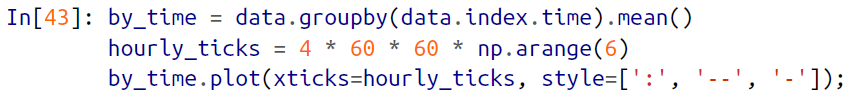 In[43]: by_time = data.groupby(data.index.time).mean()
hourly_ticks = 4 * 60 * 60 * np.arange(6)
by_time.plot(xticks=hourly_ticks, style=[':', '--', '-']);